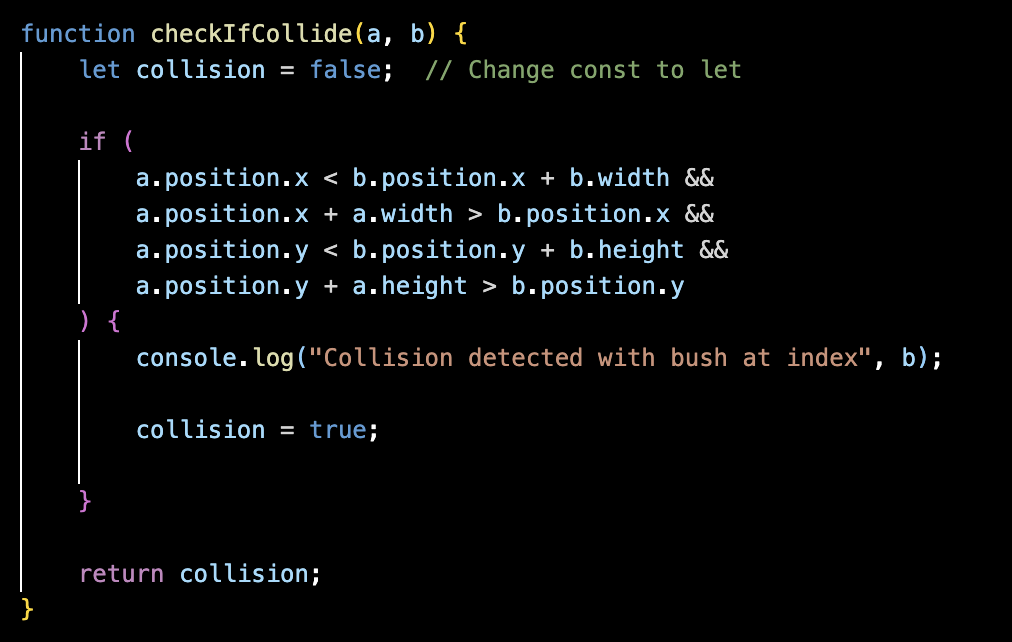 function checkIfCollide(a, b) {
    let collision = false;  // Change const to let
    if (
        a.position.x < b.position.x + b.width &&
        a.position.x + a.width > b.position.x &&
        a.position.y < b.position.y + b.height &&
        a.position.y + a.height > b.position.y
    ) {
        console.log("Collision detected with bush at index", b);
        collision = true;
    }
    return collision;
}